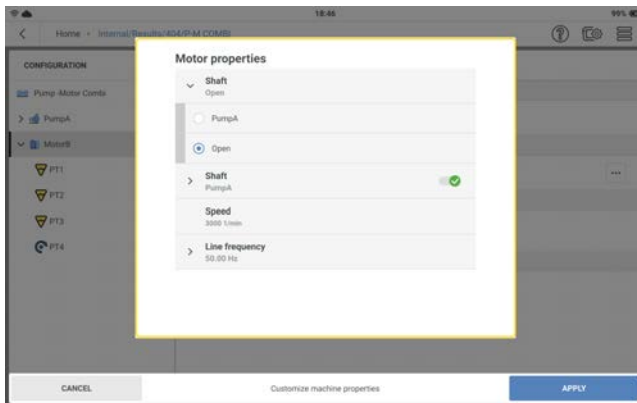 18:46
99%
Home • Internal/Results/404/P-M COMBI
CONFIGURATION
Pump-Motor Combi
PumpA
MotorB
PT1
PT2
PT3
PT4
Motor properties
Shaft
Open
PumpA
Open
Shaft
PumpA
Speed
3000 1/min
Line frequency
50.00 Hz
...
CANCEL
Customize machine properties
APPLY